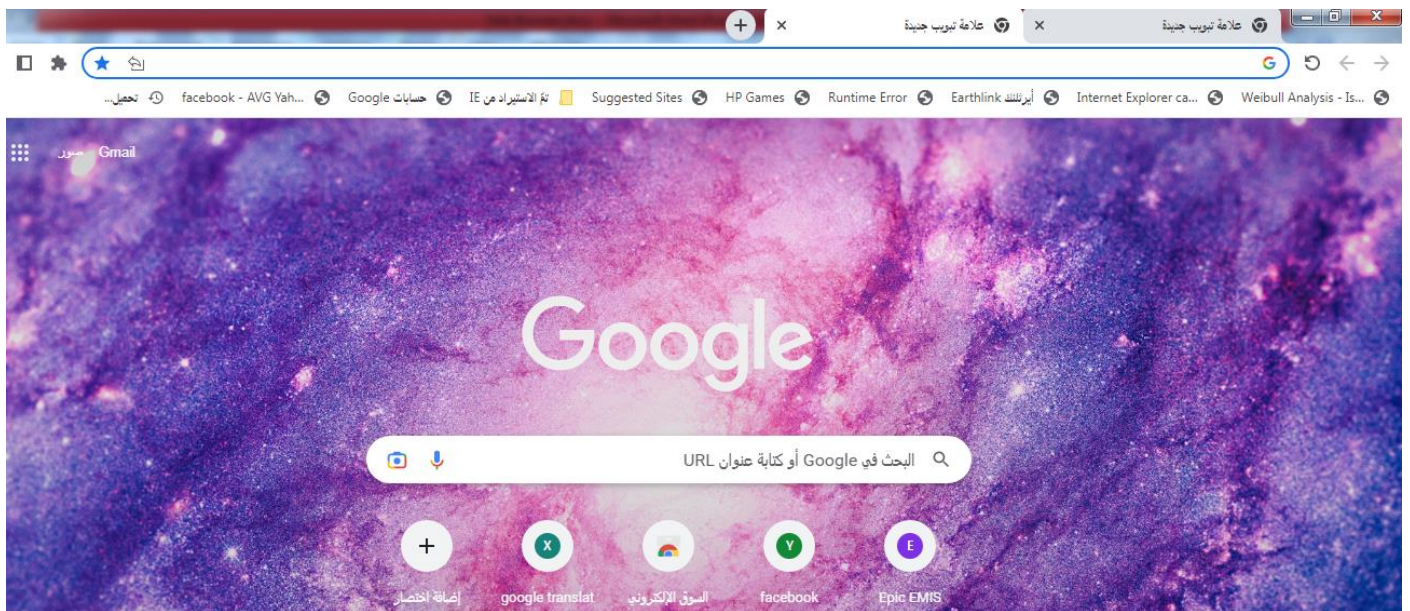 علامة تبويب جديدة
علامة تبويب جديدة
Weibull Analysis - Is...
Internet Explorer ca...
أيرثلنك Earthlink
Runtime Error
HP Games
Suggested Sites
تمّ الاستيراد من IE
حسابات Google
facebook - AVG Yah...
تحميل...
Gmail
صور
Google
البحث في Google أو كتابة عنوان URL
Epic EMIS
facebook
السوق الإلكتروني
google translat
إضافة اختصار